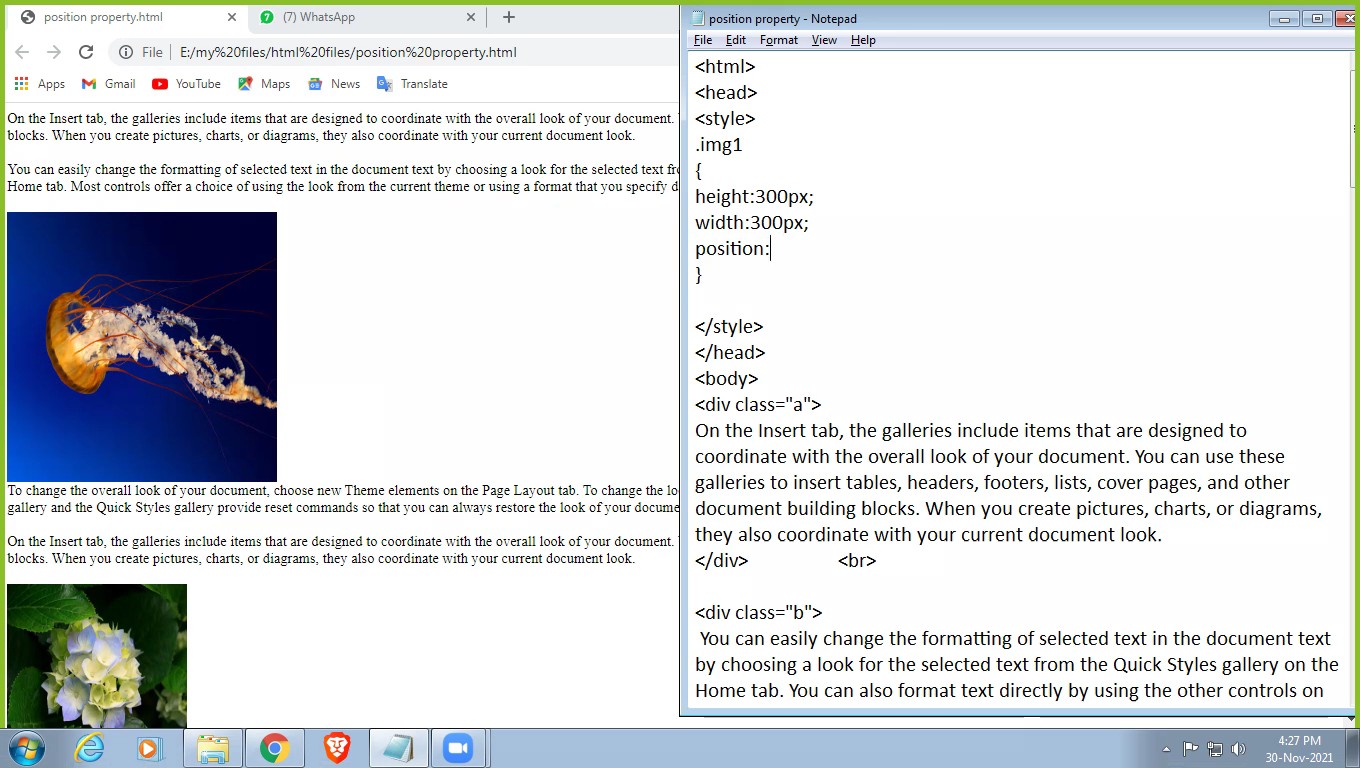 position property.html
(7) WhatsApp
File
E:/my%20files/html%20files/position%20property.html
Apps
Gmail
YouTube
Maps
News
Translate
On the Insert tab, the galleries include items that are designed to coordinate with the overall look of your document.
blocks. When you create pictures, charts, or diagrams, they also coordinate with your current document look.
You can easily change the formatting of selected text in the document text by choosing a look for the selected text
Home tab. Most controls offer a choice of using the look from the current theme or using a format that you specify
To change the overall look of your document, choose new Theme elements on the Page Layout tab. To change the
gallery and the Quick Styles gallery provide reset commands so that you can always restore the look of your
On the Insert tab, the galleries include items that are designed to coordinate with the overall look of your document.
blocks. When you create pictures, charts, or diagrams, they also coordinate with your current document look.
position property - Notepad
File Edit Format View Help
<html>
<head>
<style>
.img1
{
height:300px;
width:300px;
position:
}
</style>
</head>
<body>
<div class="a">
On the Insert tab, the galleries include items that are designed to
coordinate with the overall look of your document. You can use these
galleries to insert tables, headers, footers, lists, cover pages, and other
document building blocks. When you create pictures, charts, or diagrams,
they also coordinate with your current document look.
</div> <br>
<div class="b">
You can easily change the formatting of selected text in the document text
by choosing a look for the selected text from the Quick Styles gallery on the
Home tab. You can also format text directly by using the other controls on
4:27 PM
30-Nov-2021